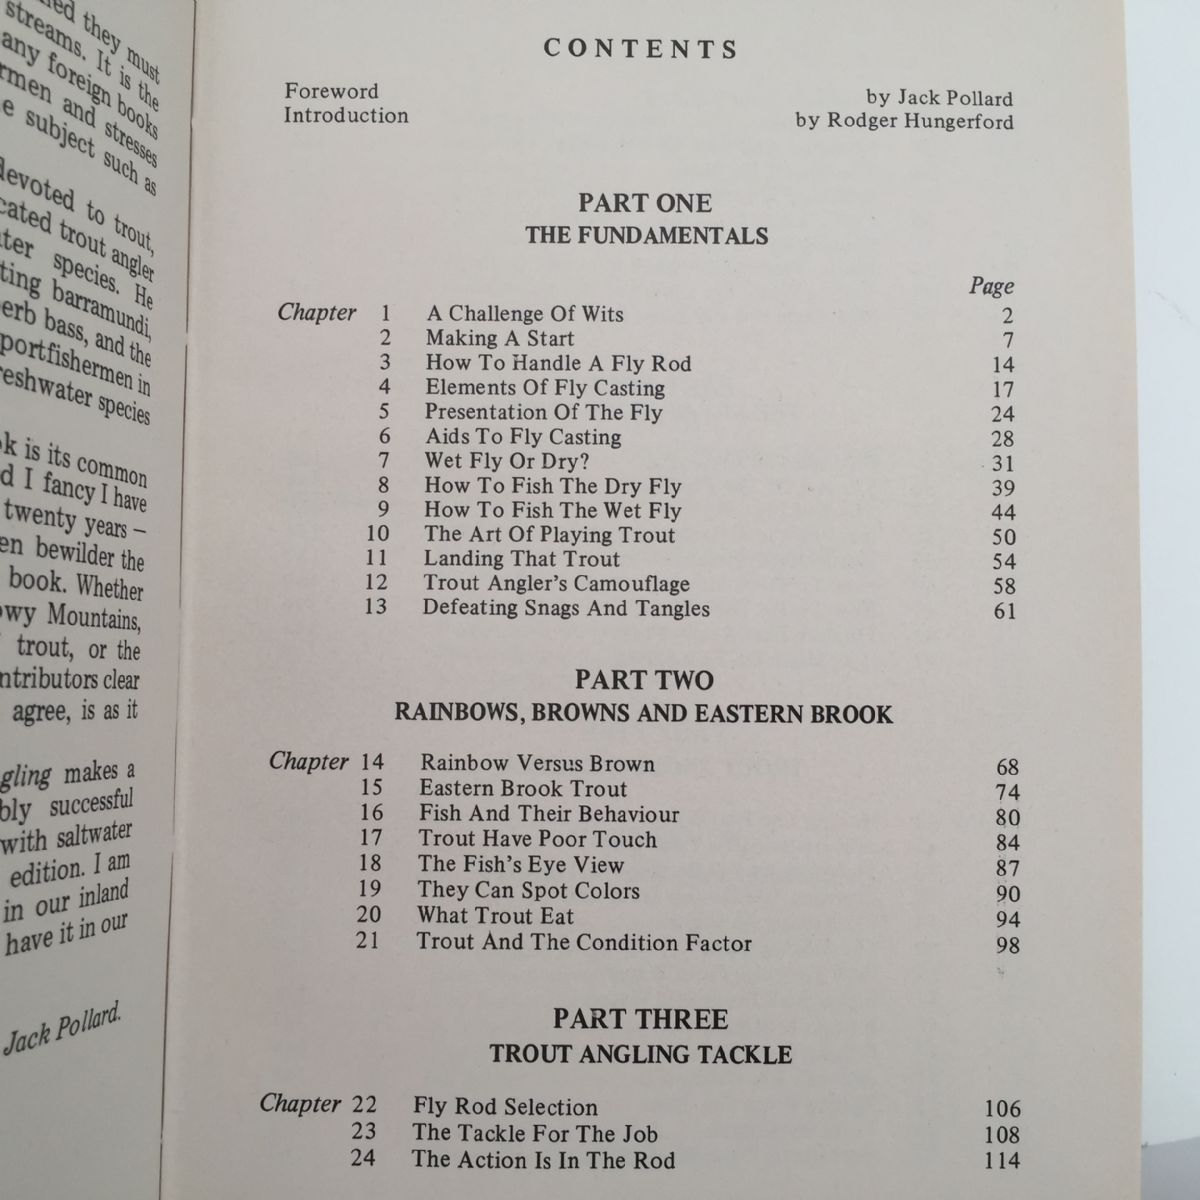 they must
streams. It is the
any foreign books
rmen and stresses
e subject such as
devoted to trout,
cated trout angler
ter species. He
ting barramundi,
erb bass, and the
portfishermen in
reshwater species
ok is its common
d I fancy I have
twenty years –
en bewilder the
book. Whether
owy Mountains,
trout, or the
ntributors clear
agree, is as it
gling makes a
bly successful
with saltwater
edition. I am
in our inland
have it in our
Jack Pollard.
CONTENTS
Foreword by Jack Pollard
Introduction by Rodger Hungerford
PART ONE
THE FUNDAMENTALS
Page
Chapter 1 A Challenge Of Wits 2
2 Making A Start 7
3 How To Handle A Fly Rod 14
4 Elements Of Fly Casting 17
5 Presentation Of The Fly 24
6 Aids To Fly Casting 28
7 Wet Fly Or Dry? 31
8 How To Fish The Dry Fly 39
9 How To Fish The Wet Fly 44
10 The Art Of Playing Trout 50
11 Landing That Trout 54
12 Trout Angler's Camouflage 58
13 Defeating Snags And Tangles 61
PART TWO
RAINBOWS, BROWNS AND EASTERN BROOK
Chapter 14 Rainbow Versus Brown 68
15 Eastern Brook Trout 74
16 Fish And Their Behaviour 80
17 Trout Have Poor Touch 84
18 The Fish's Eye View 87
19 They Can Spot Colors 90
20 What Trout Eat 94
21 Trout And The Condition Factor 98
PART THREE
TROUT ANGLING TACKLE
Chapter 22 Fly Rod Selection 106
23 The Tackle For The Job 108
24 The Action Is In The Rod 114